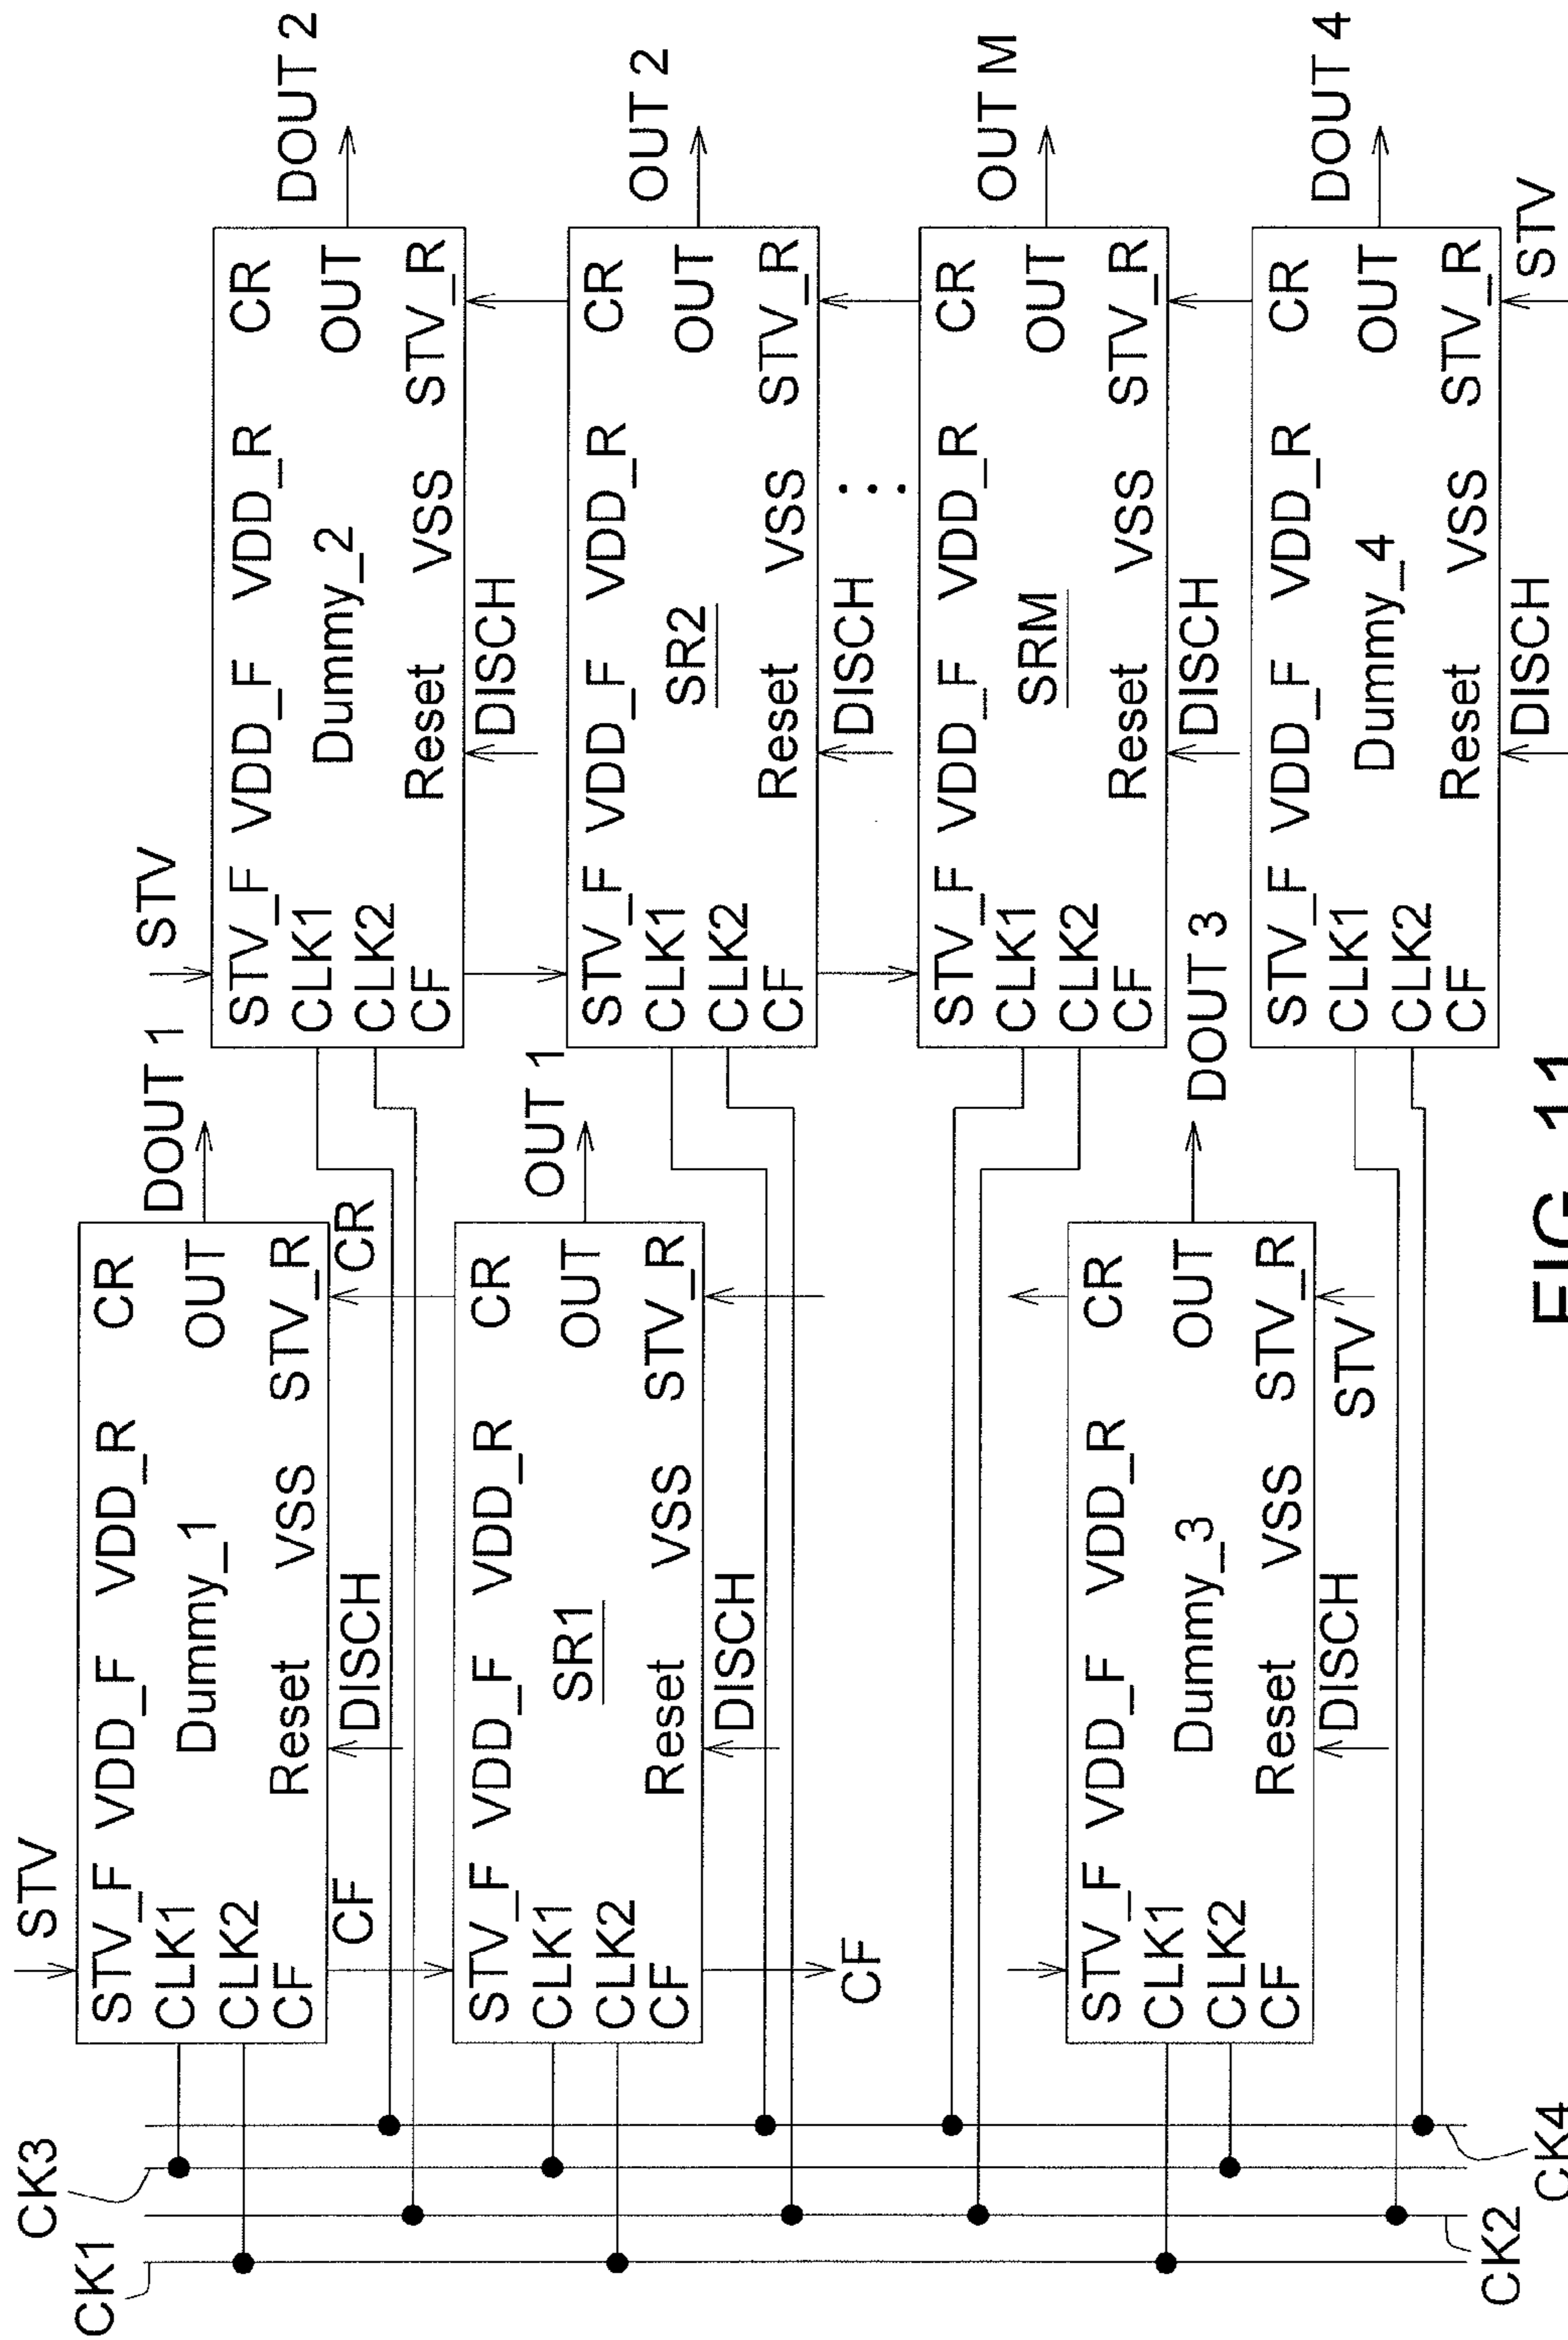 STV
STV_F VDD_F VDD_R CR
CLK1
Dummy_1
OUT
DOUT 1
CLK2
CF
Reset VSS STV_R
CF
DISCH
CR
STV
STV_F VDD_F VDD_R CR
CLK1
Dummy_2
OUT
DOUT 2
CLK2
CF
Reset VSS STV_R
DISCH
STV_F VDD_F VDD_R CR
CLK1
SR1
OUT
OUT 1
CLK2
CF
Reset VSS STV_R
DISCH
CF
STV_F VDD_F VDD_R CR
CLK1
SR2
OUT
OUT 2
CLK2
CF
Reset VSS STV_R
DISCH
...
STV_F VDD_F VDD_R CR
CLK1
SRM
OUT
OUT M
CLK2
CF
Reset VSS STV_R
DISCH
STV_F VDD_F VDD_R CR
CLK1
Dummy_3
OUT
DOUT 3
CLK2
CF
Reset VSS STV_R
DISCH
STV
STV_F VDD_F VDD_R CR
CLK1
Dummy_4
OUT
DOUT 4
CLK2
CF
Reset VSS STV_R
DISCH
STV
CK3
CK1
CK4
CK2
FIG. 11